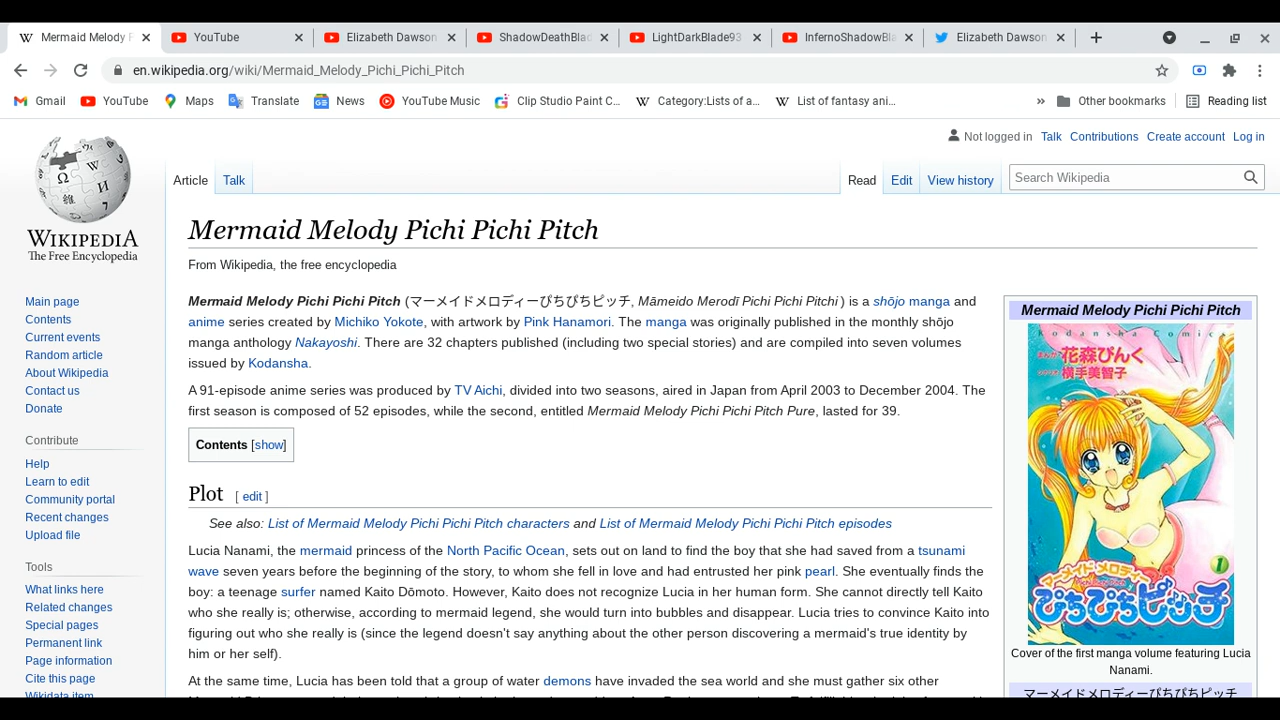 Mermaid Melody P
YouTube
Elizabeth Dawson
ShadowDeathBlad
LightDarkBlade93
InfernoShadowBla
Elizabeth Dawson
en.wikipedia.org/wiki/Mermaid_Melody_Pichi_Pichi_Pitch
Gmail
YouTube
Maps
Translate
News
YouTube Music
Clip Studio Paint C...
Category:Lists of a...
List of fantasy ani...
»
Other bookmarks
Reading list
Not logged in Talk Contributions Create account Log in
Article Talk
Read Edit View history
Search Wikipedia
WIKIPEDIA
The Free Encyclopedia
Main page
Contents
Current events
Random article
About Wikipedia
Contact us
Donate
Contribute
Help
Learn to edit
Community portal
Recent changes
Upload file
Tools
What links here
Related changes
Special pages
Permanent link
Page information
Cite this page
Wikidata item
Mermaid Melody Pichi Pichi Pitch
From Wikipedia, the free encyclopedia
Mermaid Melody Pichi Pichi Pitch (マーメイドメロディーぴちぴちピッチ, Māmeido Merodī Pichi Pichi Pitchi) is a shōjo manga and
anime series created by Michiko Yokote, with artwork by Pink Hanamori. The manga was originally published in the monthly shōjo
manga anthology Nakayoshi. There are 32 chapters published (including two special stories) and are compiled into seven volumes
issued by Kodansha.
A 91-episode anime series was produced by TV Aichi, divided into two seasons, aired in Japan from April 2003 to December 2004. The
first season is composed of 52 episodes, while the second, entitled Mermaid Melody Pichi Pichi Pitch Pure, lasted for 39.
Contents [show]
Plot [ edit ]
See also: List of Mermaid Melody Pichi Pichi Pitch characters and List of Mermaid Melody Pichi Pichi Pitch episodes
Lucia Nanami, the mermaid princess of the North Pacific Ocean, sets out on land to find the boy that she had saved from a tsunami
wave seven years before the beginning of the story, to whom she fell in love and had entrusted her pink pearl. She eventually finds the
boy: a teenage surfer named Kaito Dōmoto. However, Kaito does not recognize Lucia in her human form. She cannot directly tell Kaito
who she really is; otherwise, according to mermaid legend, she would turn into bubbles and disappear. Lucia tries to convince Kaito into
figuring out who she really is (since the legend doesn't say anything about the other person discovering a mermaid's true identity by
him or her self).
At the same time, Lucia has been told that a group of water demons have invaded the sea world and she must gather six other
Mermaid Melody Pichi Pichi Pitch
Kodansha Comics
まんが 花森ぴんく
シナリオ 横手美智子
1
マーメイド メロディー
ぴちぴちピッチ
Cover of the first manga volume featuring Lucia
Nanami.
マーメイドメロディーぴちぴちピッチ